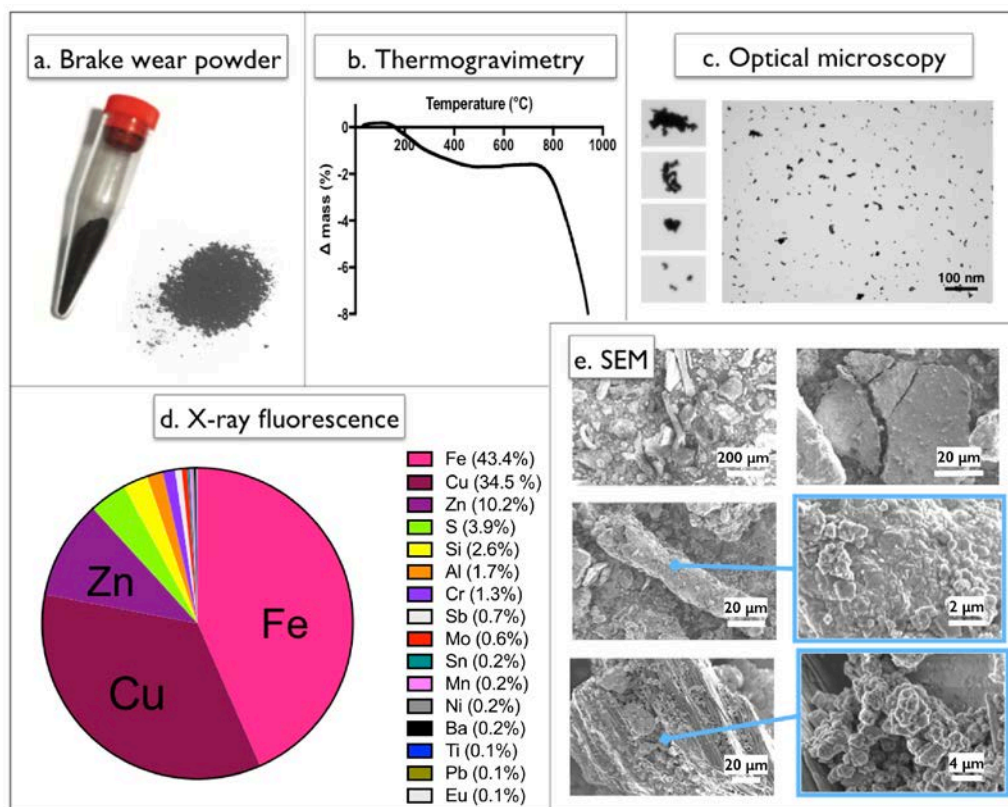 a. Brake wear powder
b. Thermogravimetry
Temperature (°C)
0
200
400
600
800
1000
-2
-4
-6
-8
Δ mass (%)
c. Optical microscopy
100 nm
d. X-ray fluorescence
Fe
Cu
Zn
Fe (43.4%)
Cu (34.5 %)
Zn (10.2%)
S (3.9%)
Si (2.6%)
Al (1.7%)
Cr (1.3%)
Sb (0.7%)
Mo (0.6%)
Sn (0.2%)
Mn (0.2%)
Ni (0.2%)
Ba (0.2%)
Ti (0.1%)
Pb (0.1%)
Eu (0.1%)
e. SEM
200 µm
20 µm
20 µm
2 µm
20 µm
4 µm